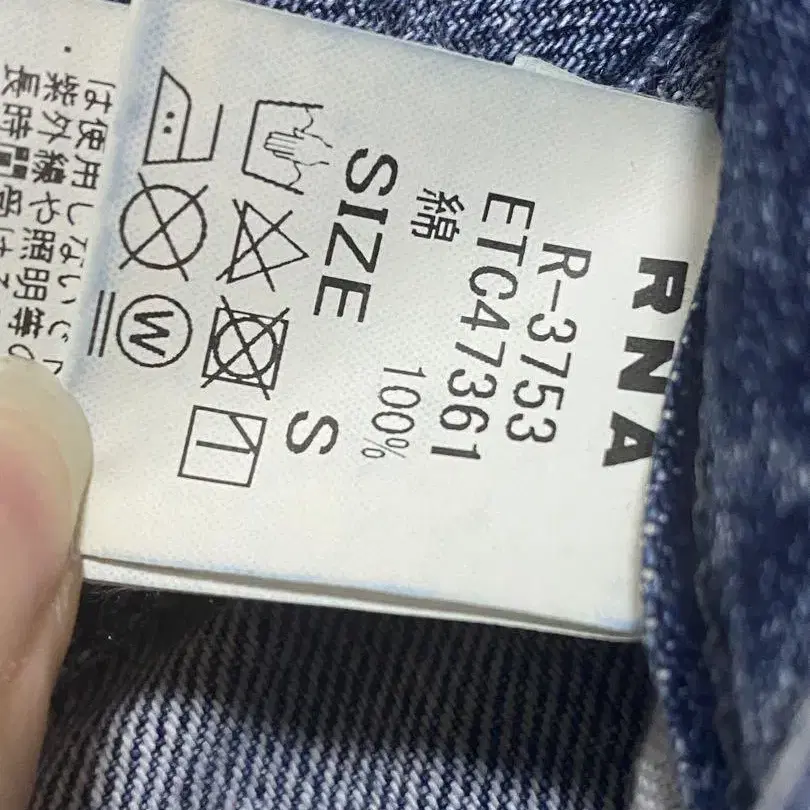 RNA
R-3753
ETC47361
綿 100%
SIZE S
W
は使用しないで
・紫外線や照明等の
長時間